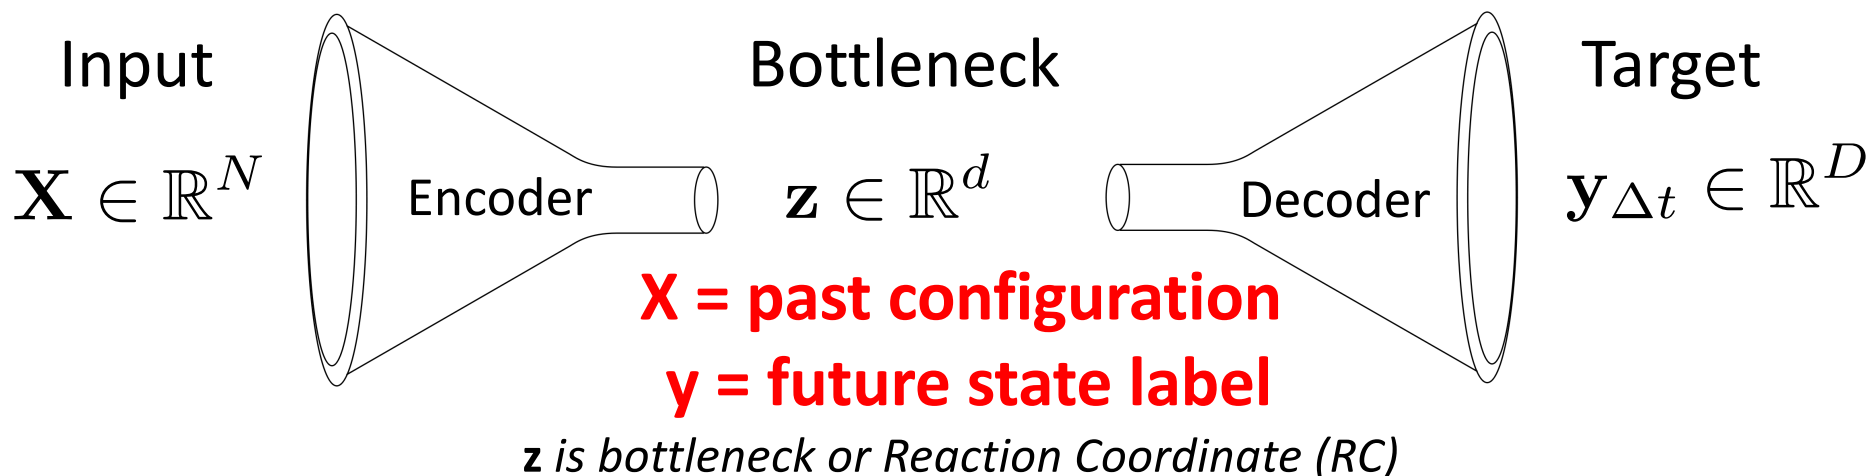 Input
Bottleneck
Target
𝐗 ∈ ℝ^N
Encoder
𝐳 ∈ ℝ^d
Decoder
𝐲_Δt ∈ ℝ^D
X = past configuration
y = future state label
z is bottleneck or Reaction Coordinate (RC)